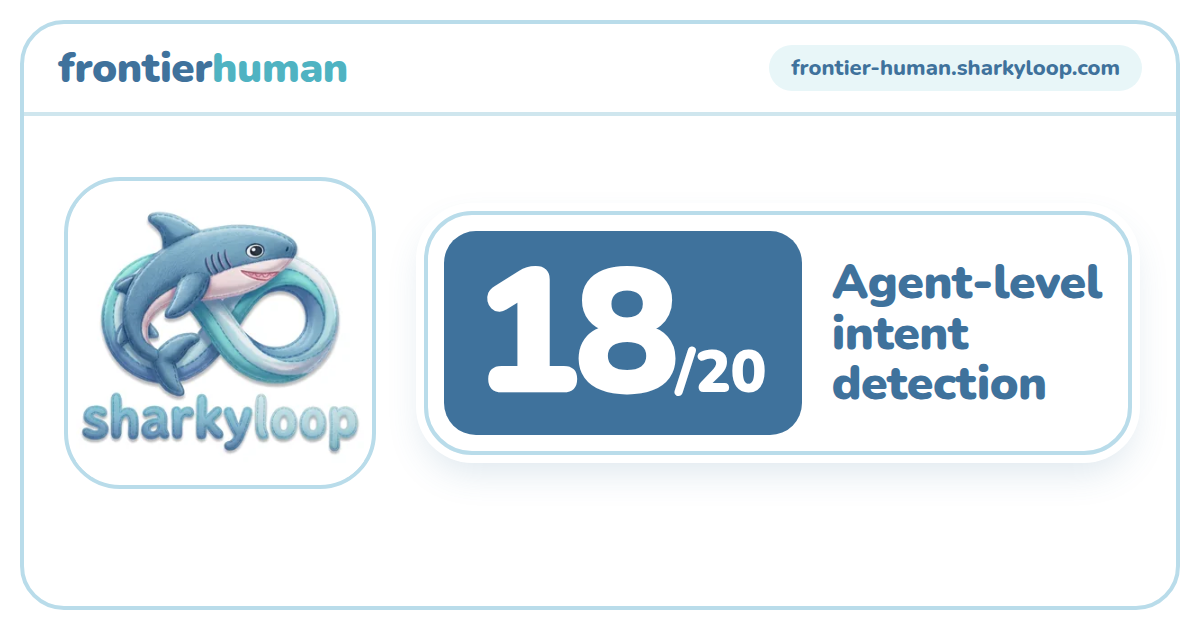 frontierhuman
frontier-human.sharkyloop.com
sharkyloop
18/20
Agent-level
intent
detection